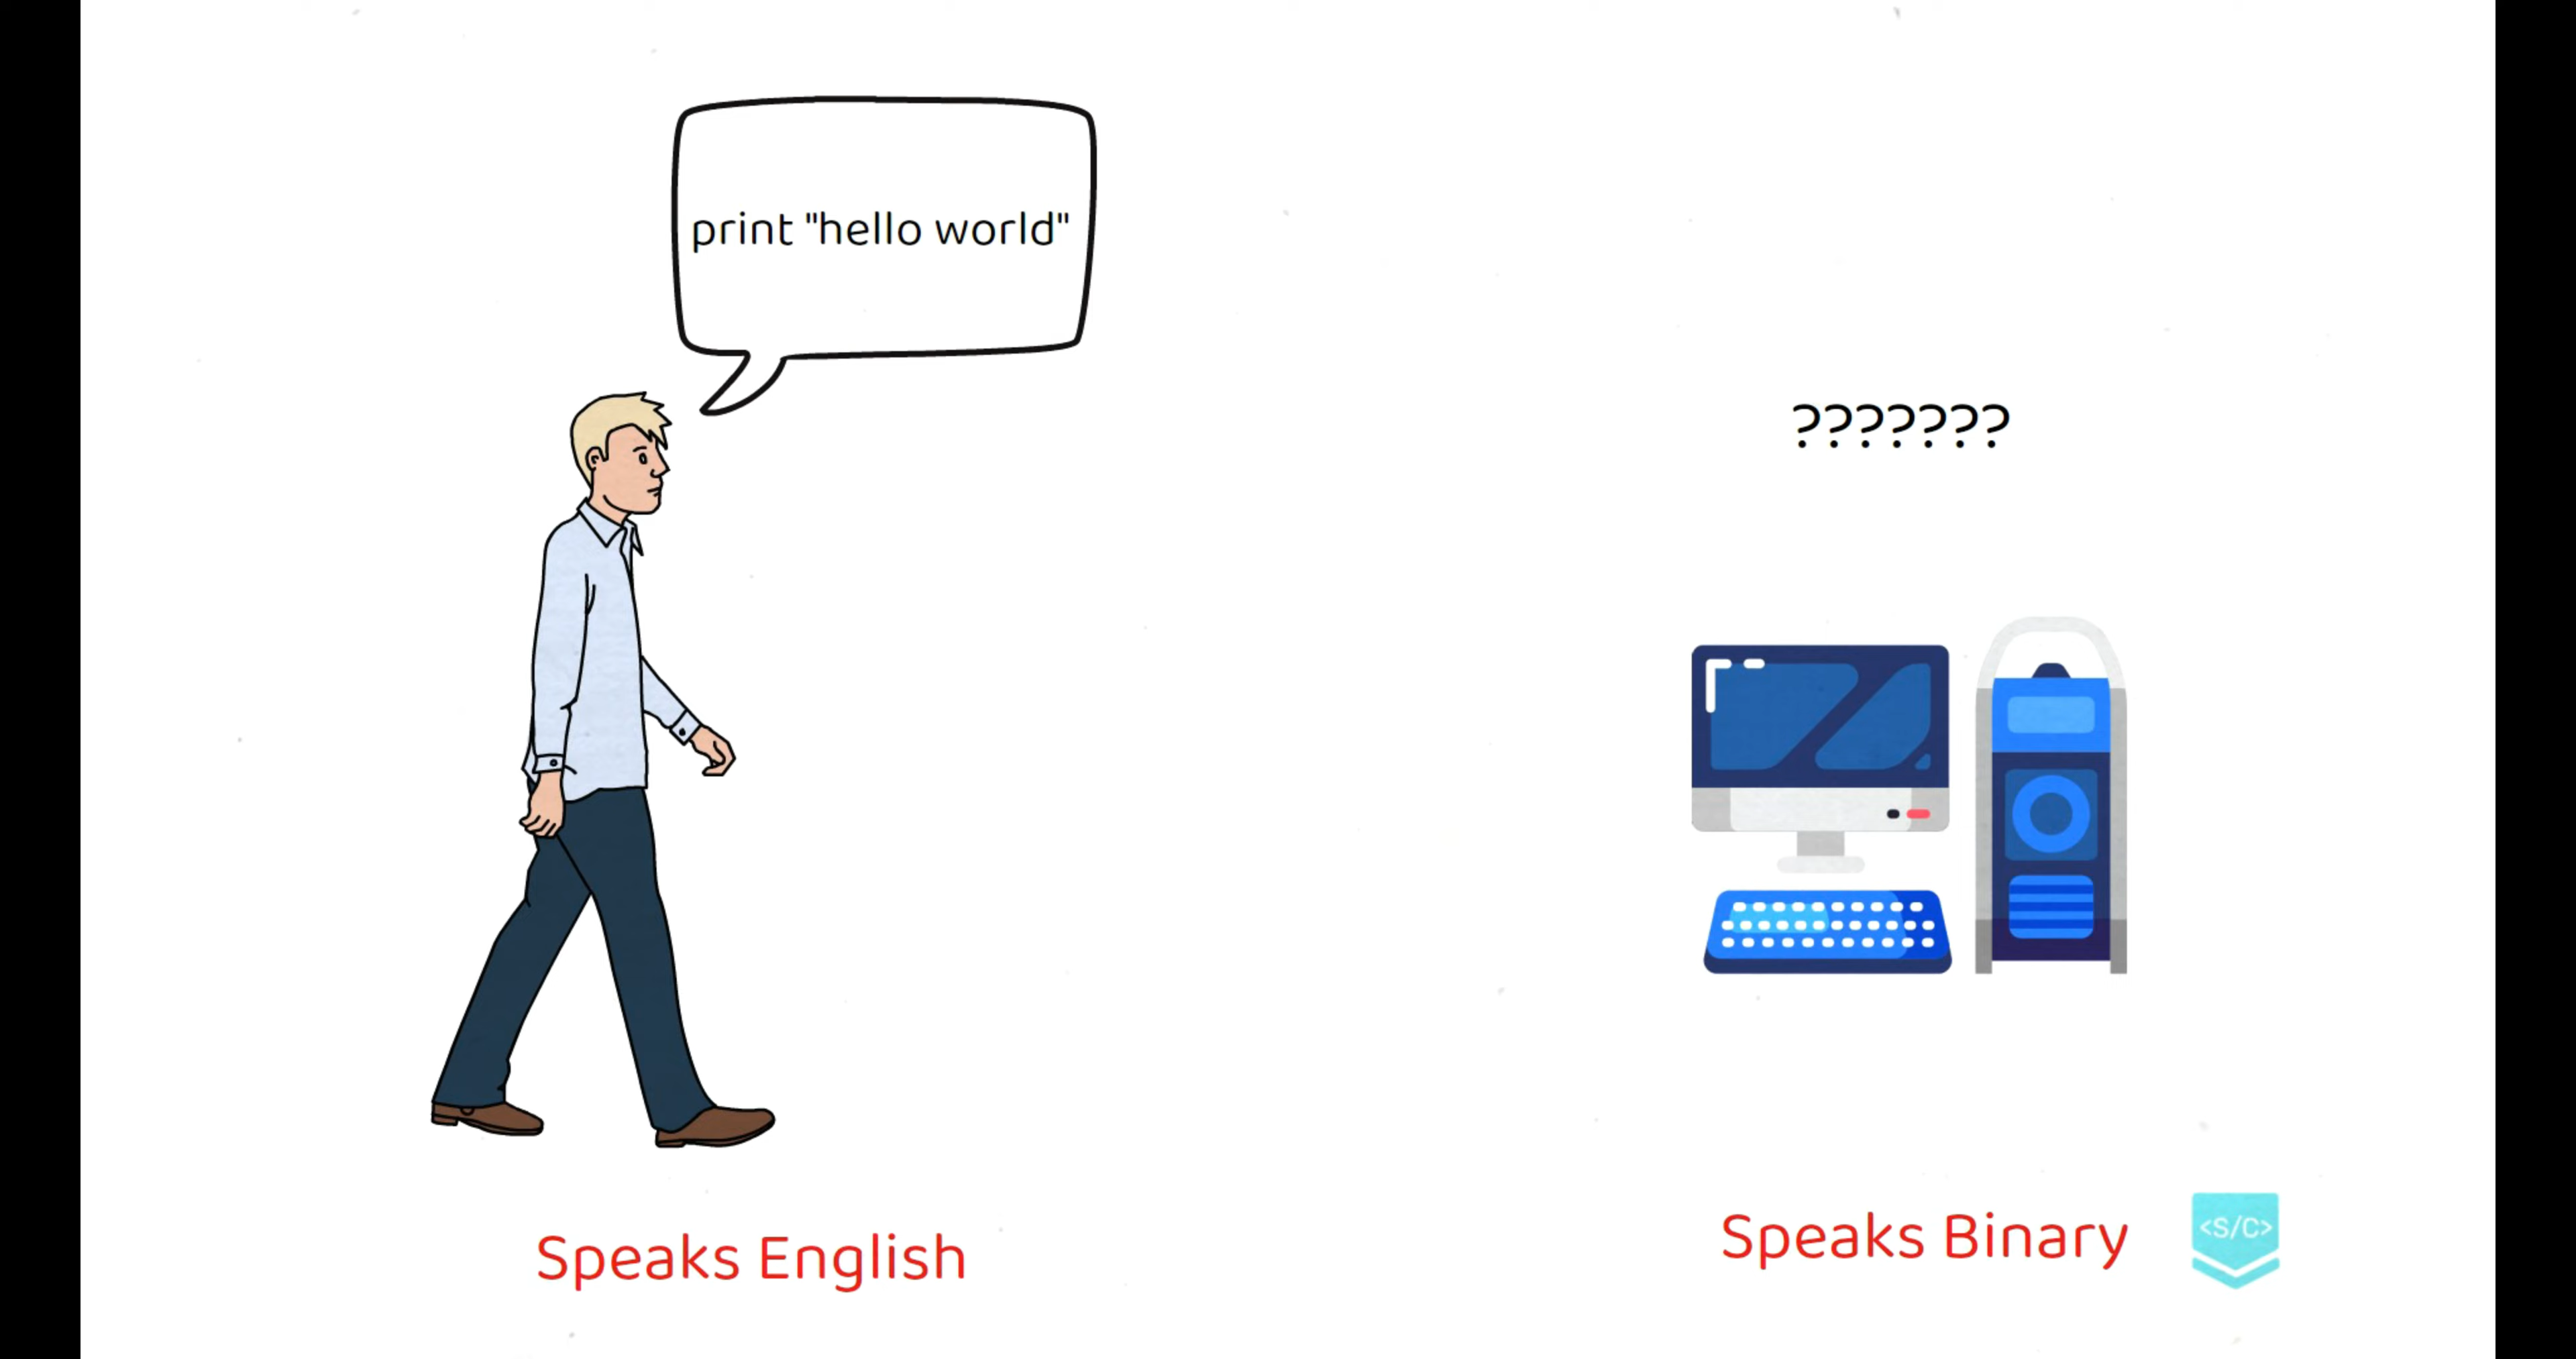 print "hello world"
???????
Speaks English
Speaks Binary
<S/C>